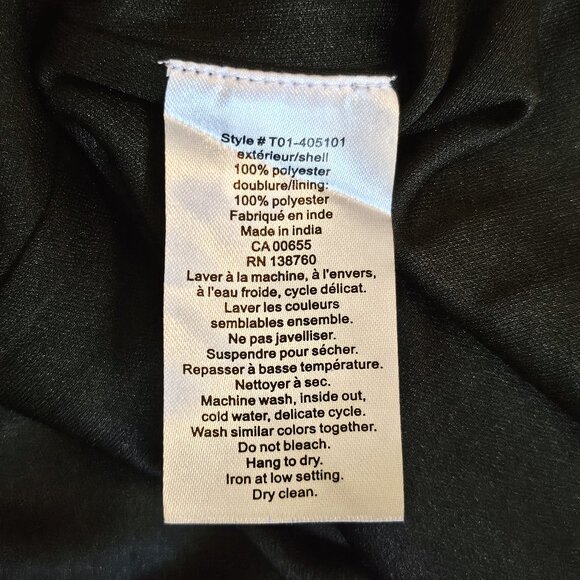 Style # T01-405101
extérieur/shell
100% polyester
doublure/lining:
100% polyester
Fabriqué en inde
Made in india
CA 00655
RN 138760
Laver à la machine, à l'envers,
à l'eau froide, cycle délicat.
Laver les couleurs
semblables ensemble.
Ne pas javelliser.
Suspendre pour sécher.
Repasser à basse température.
Nettoyer à sec.
Machine wash, inside out,
cold water, delicate cycle.
Wash similar colors together.
Do not bleach.
Hang to dry.
Iron at low setting.
Dry clean.